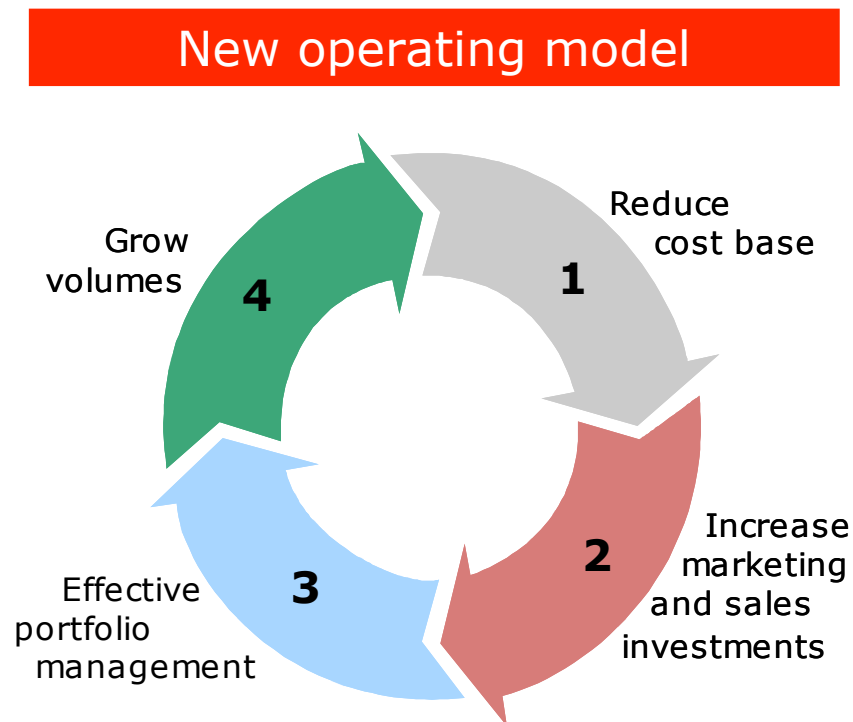 New operating model
1
Reduce
cost base
2
Increase
marketing
and sales
investments
3
Effective
portfolio
management
4
Grow
volumes